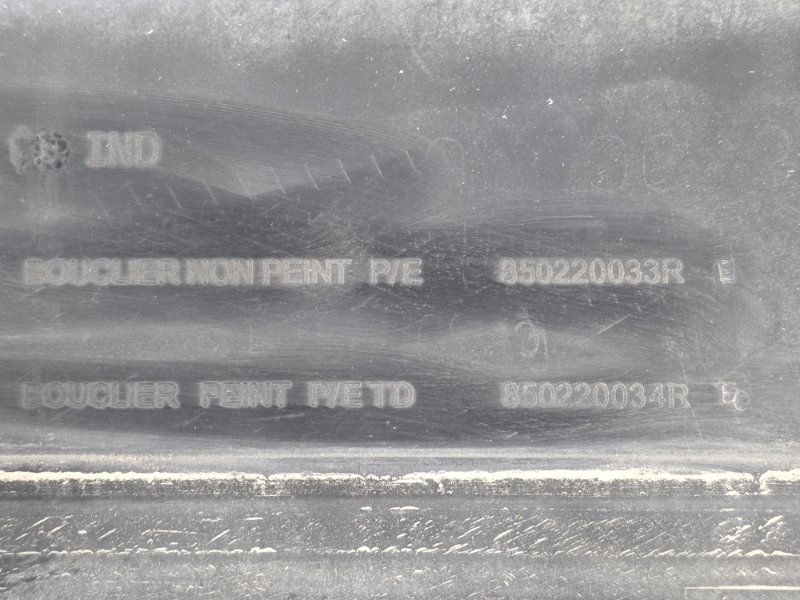 IND
BOUCLIER NON PEINT P/E 850220033R E
BOUCLIER PEINT P/E TD 850220034R E